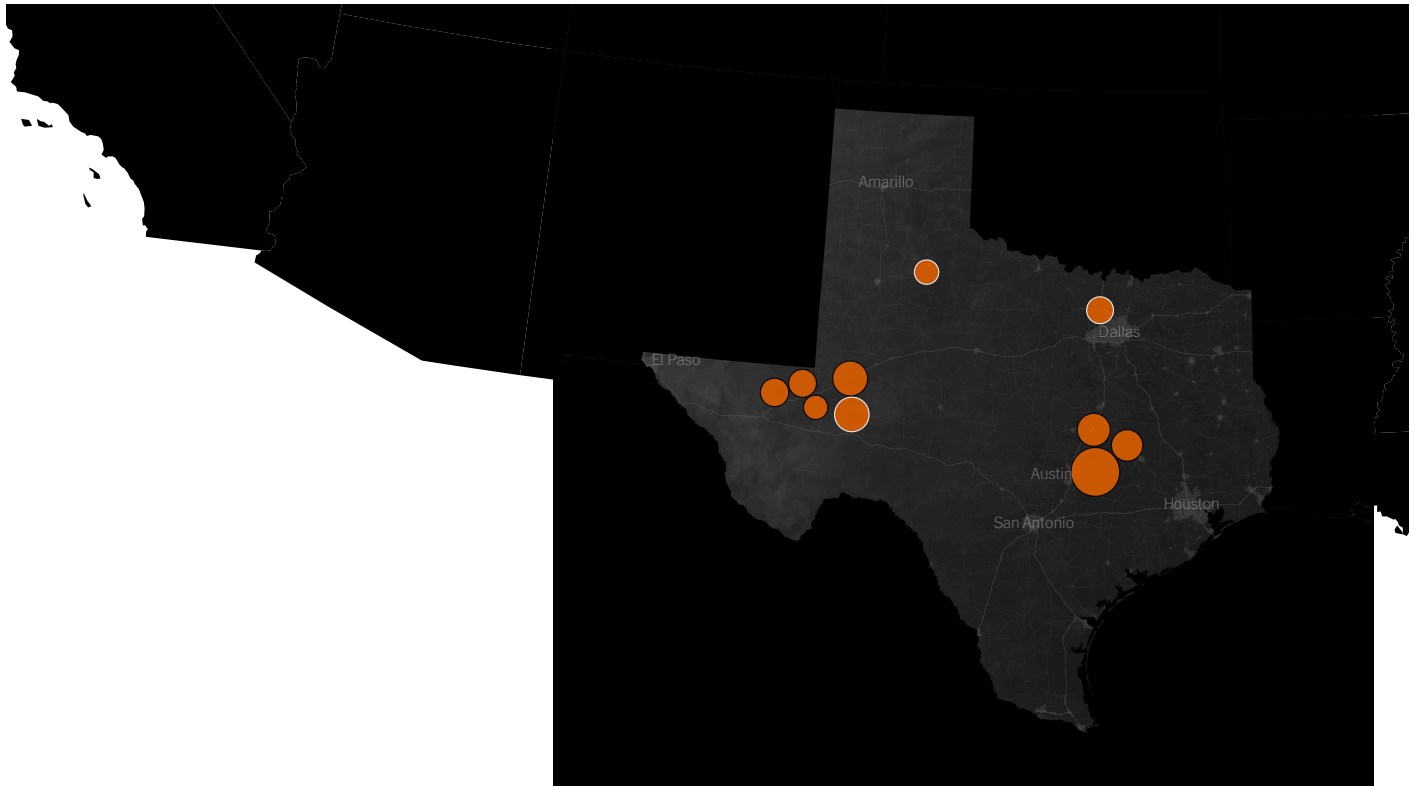 Amarillo
Dallas
El Paso
Austin
Houston
San Antonio